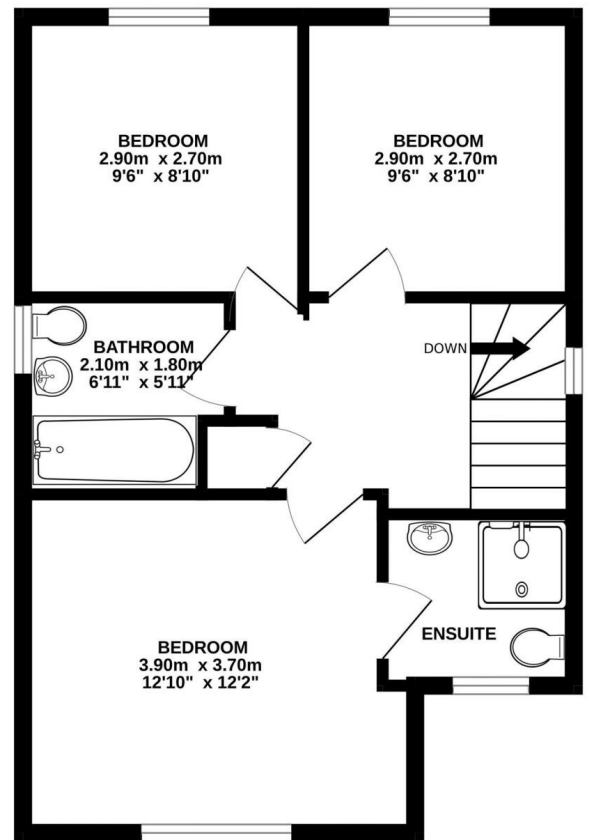 BEDROOM
2.90m x 2.70m
9'6" x 8'10"
BEDROOM
2.90m x 2.70m
9'6" x 8'10"
BATHROOM
2.10m x 1.80m
6'11" x 5'11"
DOWN
BEDROOM
3.90m x 3.70m
12'10" x 12'2"
ENSUITE